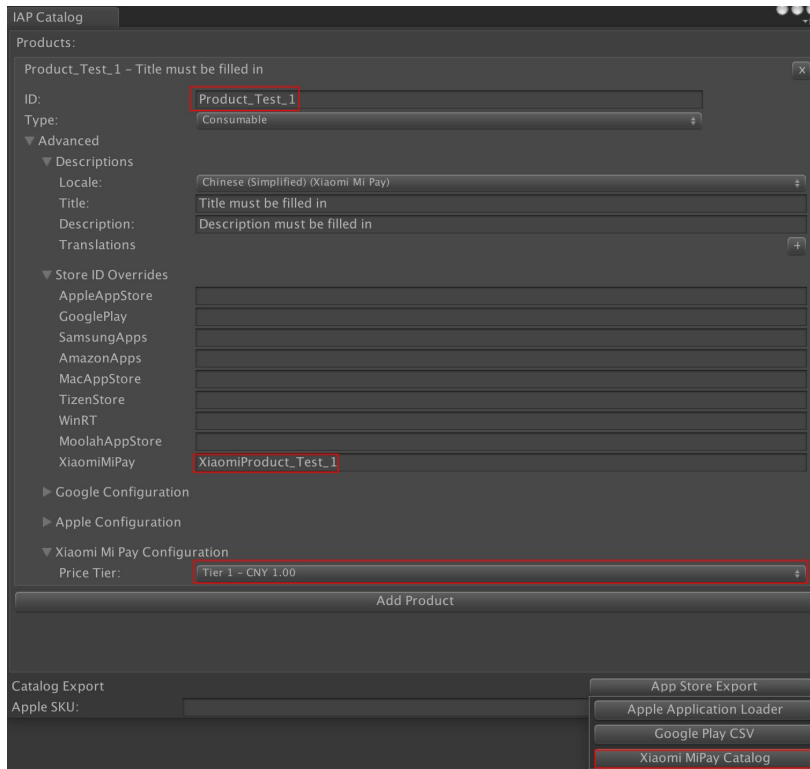 IAP Catalog
Products:
Product_Test_1 - Title must be filled in
x
ID: Product_Test_1
Type: Consumable
Advanced
Descriptions
Locale: Chinese (Simplified) (Xiaomi Mi Pay)
Title: Title must be filled in
Description: Description must be filled in
Translations +
Store ID Overrides
AppleAppStore
GooglePlay
SamsungApps
AmazonApps
MacAppStore
TizenStore
WinRT
MoolahAppStore
XiaomiMiPay XiaomiProduct_Test_1
Google Configuration
Apple Configuration
Xiaomi Mi Pay Configuration
Price Tier: Tier 1 - CNY 1.00
Add Product
Catalog Export App Store Export
Apple SKU: Apple Application Loader
Google Play CSV
Xiaomi MiPay Catalog